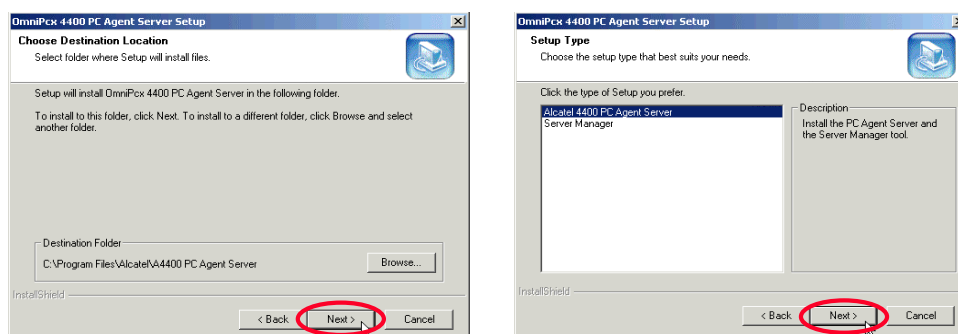 OmniPcx 4400 PC Agent Server Setup
Choose Destination Location
Select folder where Setup will install files.
Setup will install OmniPcx 4400 PC Agent Server in the following folder.
To install to this folder, click Next. To install to a different folder, click Browse and select
another folder.
Destination Folder
C:\Program Files\Alcatel\A4400 PC Agent Server
Browse...
InstallShield
< Back
Next >
Cancel
OmniPcx 4400 PC Agent Server Setup
Setup Type
Choose the setup type that best suits your needs.
Click the type of Setup you prefer.
Alcatel 4400 PC Agent Server
Server Manager
Description
Install the PC Agent Server and
the Server Manager tool.
InstallShield
< Back
Next >
Cancel